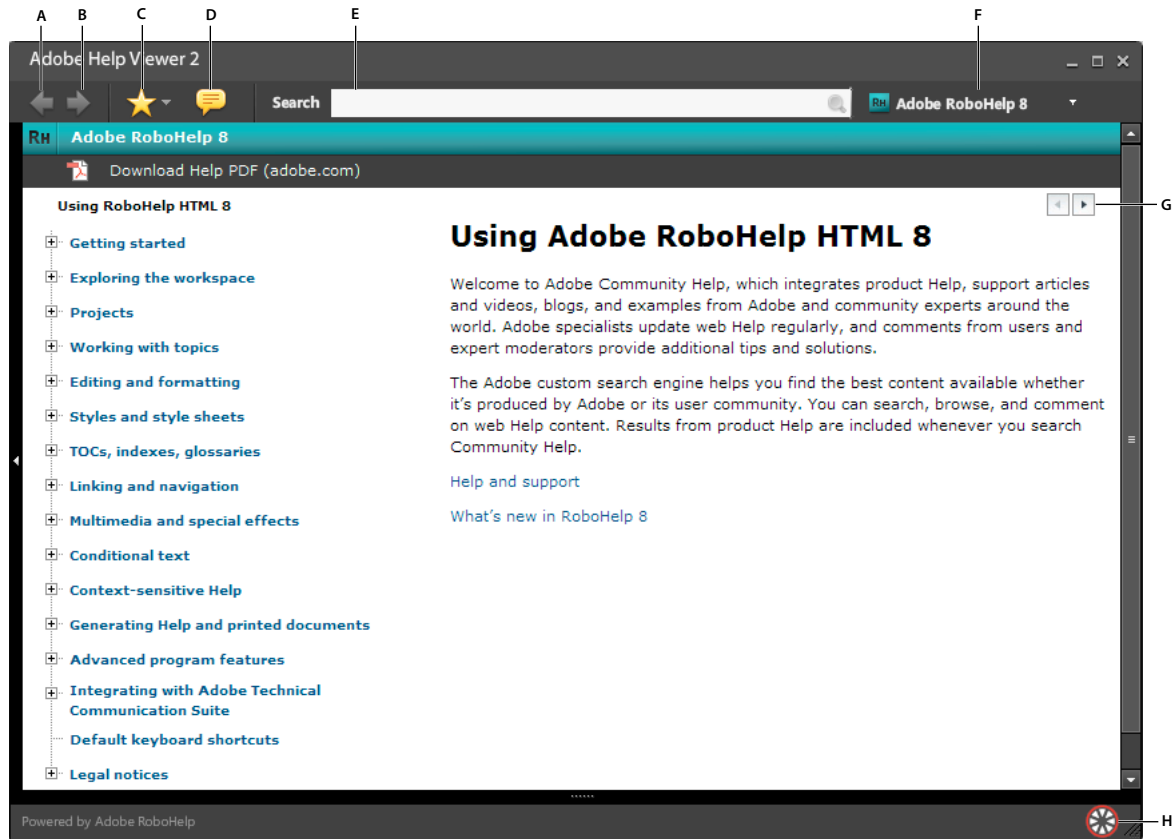 A B C D E F
Adobe Help Viewer 2
Search
RH Adobe RoboHelp 8
RH Adobe RoboHelp 8
Download Help PDF (adobe.com)
Using RoboHelp HTML 8
G
Getting started
Exploring the workspace
Projects
Working with topics
Editing and formatting
Styles and style sheets
TOCs, indexes, glossaries
Linking and navigation
Multimedia and special effects
Conditional text
Context-sensitive Help
Generating Help and printed documents
Advanced program features
Integrating with Adobe Technical
Communication Suite
Default keyboard shortcuts
Legal notices
Using Adobe RoboHelp HTML 8
Welcome to Adobe Community Help, which integrates product Help, support articles
and videos, blogs, and examples from Adobe and community experts around the
world. Adobe specialists update web Help regularly, and comments from users and
expert moderators provide additional tips and solutions.
The Adobe custom search engine helps you find the best content available whether
it's produced by Adobe or its user community. You can search, browse, and comment
on web Help content. Results from product Help are included whenever you search
Community Help.
Help and support
What's new in RoboHelp 8
Powered by Adobe RoboHelp
H